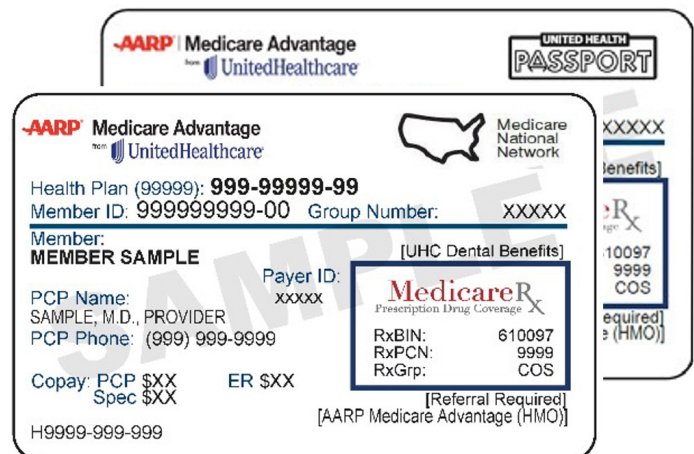 AARP | Medicare Advantage
from UnitedHealthcare
UNITED HEALTH
PASSPORT
AARP Medicare Advantage
from UnitedHealthcare
Medicare
National
Network
Health Plan (99999): 999-99999-99
Member ID: 999999999-00 Group Number: XXXXX
Member:
MEMBER SAMPLE
[UHC Dental Benefits]
Payer ID:
XXXXX
PCP Name:
SAMPLE, M.D., PROVIDER
PCP Phone: (999) 999-9999
MedicareRx
Prescription Drug Coverage
RxBIN: 610097
RxPCN: 9999
RxGrp: COS
Copay: PCP $XX ER $XX
Spec $XX
[Referral Required]
[AARP Medicare Advantage (HMO)]
H9999-999-999
SAMPLE
XXXXX
Benefits]
eRx
age
10097
9999
COS
equired]
(HMO)]